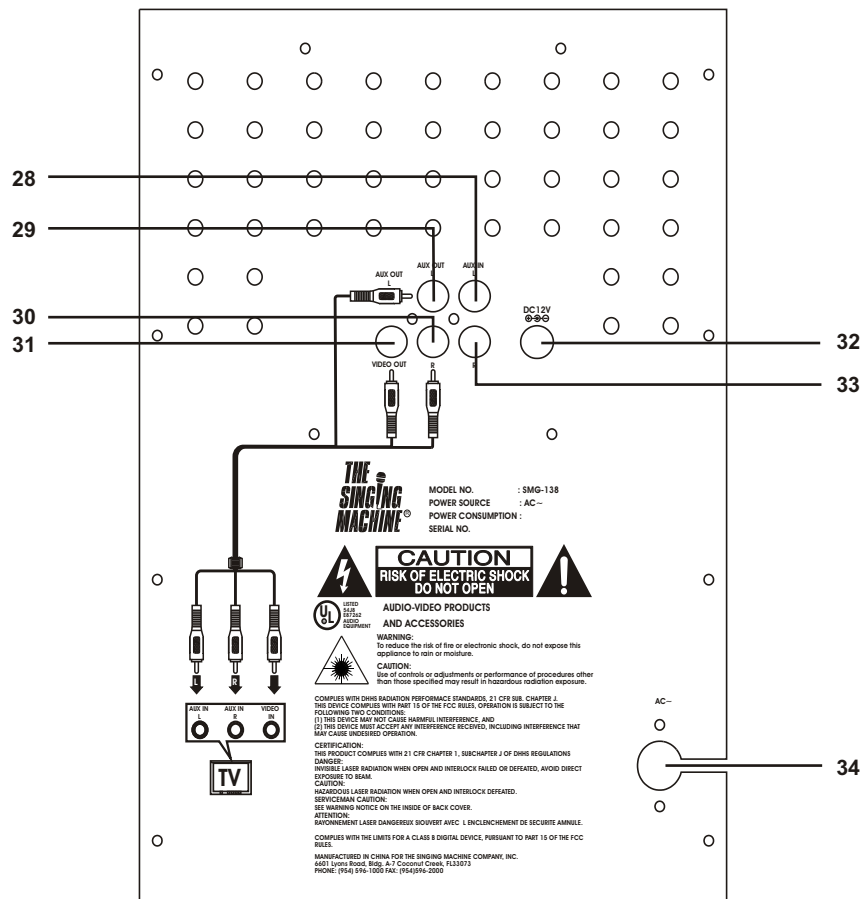 28
29
AUX OUT
L
AUX OUT
L
AUX IN
L
DC12V
30
31
32
33
VIDEO OUT
R
R
THE
SINGING
MACHINE®
MODEL NO. : SMG-138
POWER SOURCE : AC~
POWER CONSUMPTION :
SERIAL NO.
CAUTION
RISK OF ELECTRIC SHOCK
DO NOT OPEN
UL
LISTED
54J8
E87262
AUDIO
EQUIPMENT
AUDIO-VIDEO PRODUCTS
AND ACCESSORIES
WARNING:
To reduce the risk of fire or electronic shock, do not expose this
appliance to rain or moisture.
CAUTION:
Use of controls or adjustments or performance of procedures other
than those specified may result in hazardous radiation exposure.
L
R
AUX IN
L
AUX IN
R
VIDEO
IN
TV
COMPLIES WITH DHHS RADIATION PERFORMACE STANDARDS, 21 CFR SUB. CHAPTER J.
THIS DEVICE COMPLIES WITH PART 15 OF THE FCC RULES, OPERATION IS SUBJECT TO THE
FOLLOWING TWO CONDITIONS:
(1) THIS DEVICE MAY NOT CAUSE HARMFUL INTERFERENCE, AND
(2) THIS DEVICE MUST ACCEPT ANY INTERFERENCE RECEIVED, INCLUDING INTERFERENCE THAT
MAY CAUSE UNDESIRED OPERATION.
CERTIFICATION:
THIS PRODUCT COMPLIES WITH 21 CFR CHAPTER 1, SUBCHAPTER J OF DHHS REGULATIONS
DANGER:
INVISIBLE LASER RADIATION WHEN OPEN AND INTERLOCK FAILED OR DEFEATED, AVOID DIRECT
EXPOSURE TO BEAM.
CAUTION:
HAZARDOUS LASER RADIATION WHEN OPEN AND INTERLOCK DEFEATED.
SERVICEMAN CAUTION:
SEE WARNING NOTICE ON THE INSIDE OF BACK COVER.
ATTENTION:
RAYONNEMENT LASER DANGEREUX SIOUVERT AVEC L ENCLENCHEMENT DE SECURITE AMNULE.
COMPLIES WITH THE LIMITS FOR A CLASS B DIGITAL DEVICE, PURSUANT TO PART 15 OF THE FCC
RULES.
MANUFACTURED IN CHINA FOR THE SINGING MACHINE COMPANY, INC.
6601 Lyons Road, Bldg. A-7 Coconut Creek, FL33073
PHONE: (954) 596-1000 FAX: (954)596-2000
AC~
34